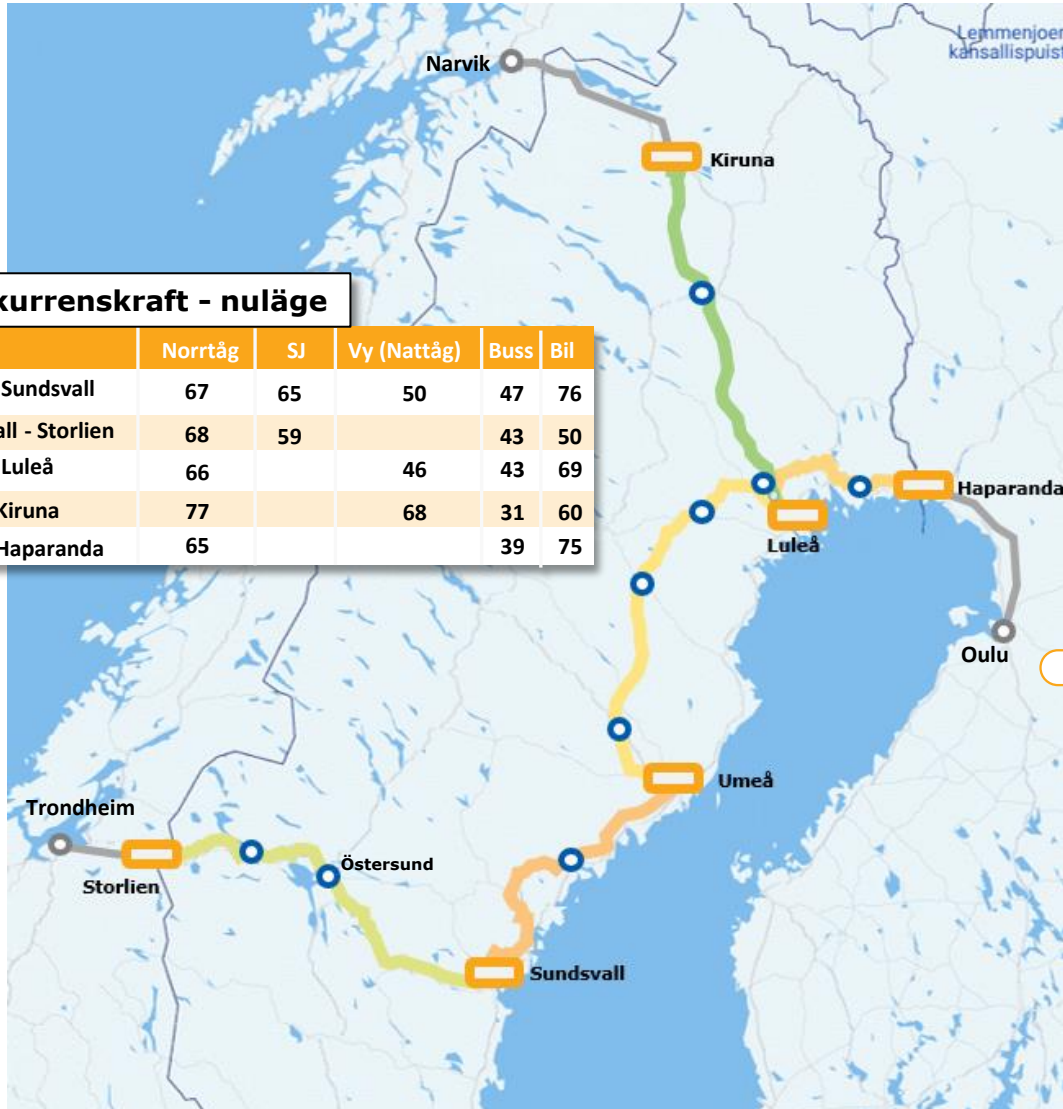 Lemmenjoen
kansallispuist
Narvik
Kiruna
kurrenskraft - nuläge
Norrtåg SJ Vy (Nattåg) Buss Bil
Sundsvall 67 65 50 47 76
all - Storlien 68 59 43 50
Luleå 66 46 43 69
Kiruna 77 68 31 60
Haparanda 65 39 75
Haparanda
Luleå
Oulu
Umeå
Trondheim
Östersund
Storlien
Sundsvall